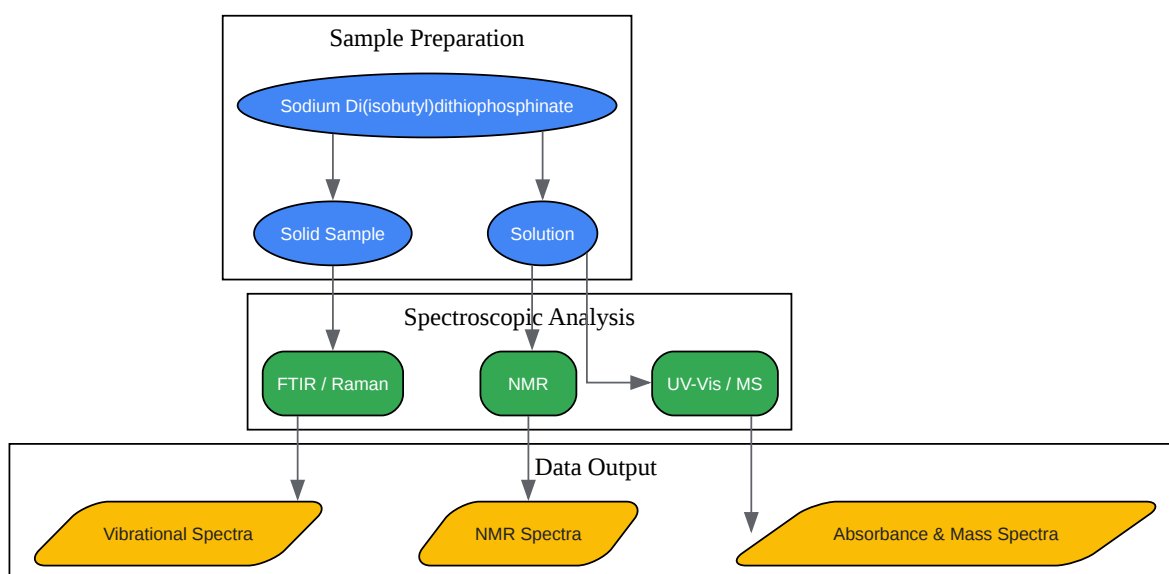 Sample Preparation
Sodium Di(isobutyl)dithiophosphinate
Solid Sample
Solution
Spectroscopic Analysis
FTIR / Raman
NMR
UV-Vis / MS
Data Output
Vibrational Spectra
NMR Spectra
Absorbance & Mass Spectra